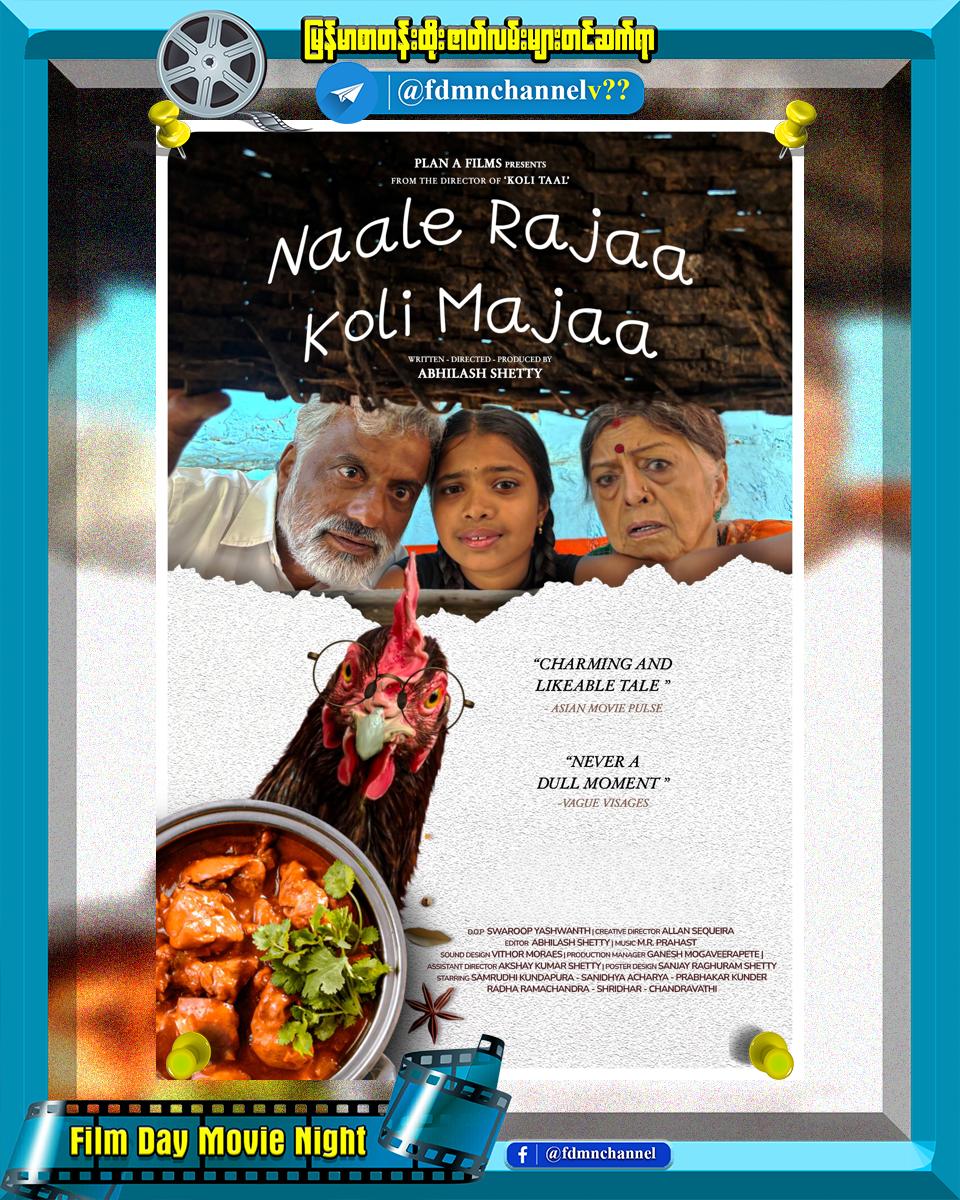 မြန်မာစာတန်းထိုးဇာတ်လမ်းများတင်ဆက်ရာ
@fdmnchannelv??
PLAN A FILMS PRESENTS
FROM THE DIRECTOR OF 'KOLI TAAL'
Naale Rajaa
Koli Majaa
WRITTEN - DIRECTED - PRODUCED BY
ABHILASH SHETTY
“CHARMING AND
LIKEABLE TALE ”
- ASIAN MOVIE PULSE
“NEVER A
DULL MOMENT ”
-VAGUE VISAGES
D.O.P SWAROOP YASHWANTH | CREATIVE DIRECTOR ALLAN SEQUEIRA
EDITOR ABHILASH SHETTY | MUSIC M.R. PRAHAST
SOUND DESIGN VITHOR MORAES | PRODUCTION MANAGER GANESH MOGAVEERAPETE |
ASSISTANT DIRECTOR AKSHAY KUMAR SHETTY | POSTER DESIGN SANJAY RAGHURAM SHETTY
STARRING SAMRUDHI KUNDAPURA - SANIDHYA ACHARYA - PRABHAKAR KUNDER
RADHA RAMACHANDRA - SHRIDHAR - CHANDRAVATHI
Film Day Movie Night
@fdmnchannel